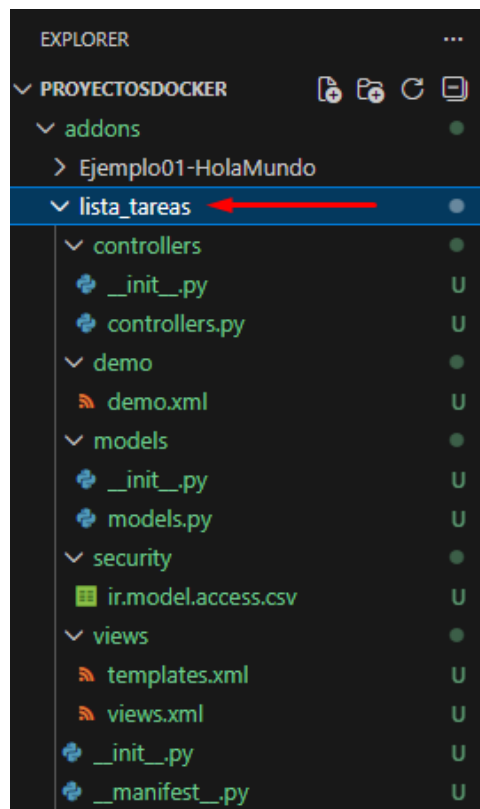 EXPLORER
PROYECTOSDOCKER
addons
Ejemplo01-HolaMundo
lista_tareas
controllers
__init__.py U
controllers.py U
demo
demo.xml U
models
__init__.py U
models.py U
security
ir.model.access.csv U
views
templates.xml U
views.xml U
__init__.py U
__manifest__.py U